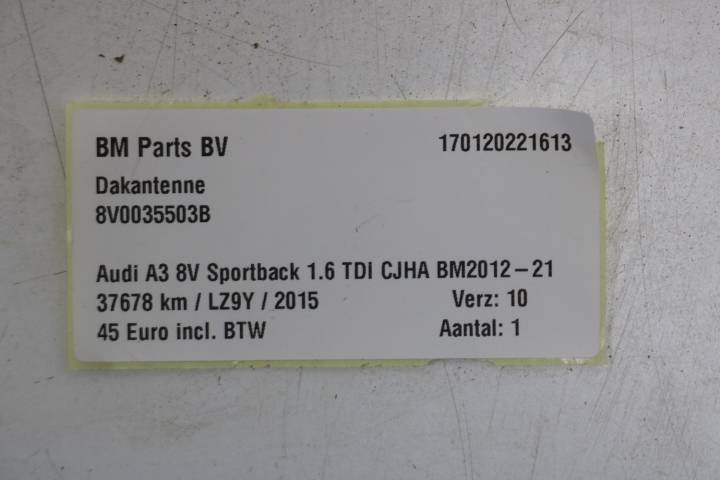 BM Parts BV 170120221613
Dakantenne
8V0035503B
Audi A3 8V Sportback 1.6 TDI CJHA BM2012-21
37678 km / LZ9Y / 2015 Verz: 10
45 Euro incl. BTW Aantal: 1